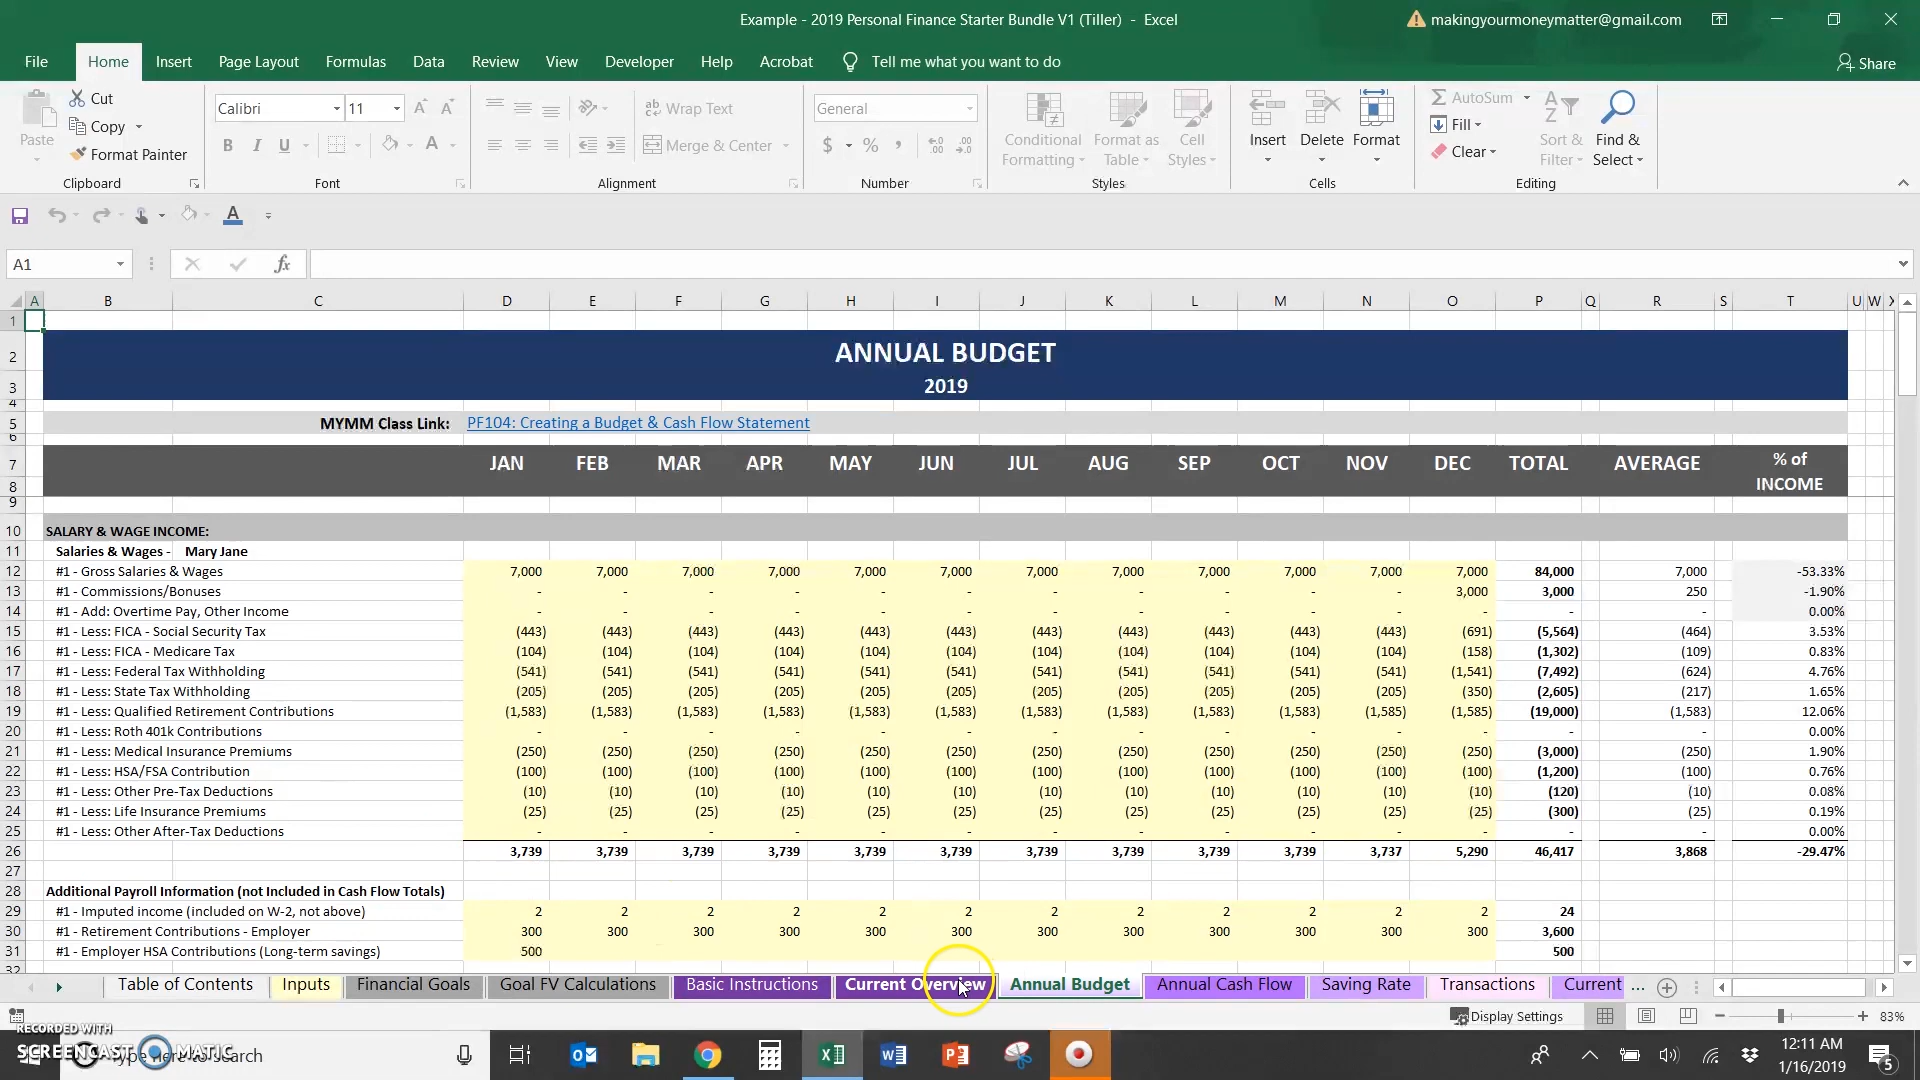 Example - 2019 Personal Finance Starter Bundle V1 (Tiller) - Excel
makingyourmoneymatter@gmail.com
File Home Insert Page Layout Formulas Data Review View Developer Help Acrobat Tell me what you want to do Share
Paste Cut Copy Format Painter Clipboard
Calibri 11 B I U A Font
Wrap Text Merge & Center Alignment
General $ % , Number
Conditional Formatting Format as Table Cell Styles Styles
Insert Delete Format Cells
AutoSum Fill Clear Sort & Filter Find & Select Editing
A1 fx
A B C D E F G H I J K L M N O P Q R S T U W X
1
2 ANNUAL BUDGET
3 2019
4
5 MYMM Class Link: PF104: Creating a Budget & Cash Flow Statement
6
7 JAN FEB MAR APR MAY JUN JUL AUG SEP OCT NOV DEC TOTAL AVERAGE % of
8 INCOME
9
10 SALARY & WAGE INCOME:
11 Salaries & Wages - Mary Jane
12 #1 - Gross Salaries & Wages 7,000 7,000 7,000 7,000 7,000 7,000 7,000 7,000 7,000 7,000 7,000 7,000 84,000 7,000 -53.33%
13 #1 - Commissions/Bonuses - - - - - - - - - - - 3,000 3,000 250 -1.90%
14 #1 - Add: Overtime Pay, Other Income - - - - - - - - - - - - - - 0.00%
15 #1 - Less: FICA - Social Security Tax (443) (443) (443) (443) (443) (443) (443) (443) (443) (443) (443) (691) (5,564) (464) 3.53%
16 #1 - Less: FICA - Medicare Tax (104) (104) (104) (104) (104) (104) (104) (104) (104) (104) (104) (158) (1,302) (109) 0.83%
17 #1 - Less: Federal Tax Withholding (541) (541) (541) (541) (541) (541) (541) (541) (541) (541) (541) (1,541) (7,492) (624) 4.76%
18 #1 - Less: State Tax Withholding (205) (205) (205) (205) (205) (205) (205) (205) (205) (205) (205) (350) (2,605) (217) 1.65%
19 #1 - Less: Qualified Retirement Contributions (1,583) (1,583) (1,583) (1,583) (1,583) (1,583) (1,583) (1,583) (1,583) (1,583) (1,585) (1,585) (19,000) (1,583) 12.06%
20 #1 - Less: Roth 401k Contributions - - - - - - - - - - - - - - 0.00%
21 #1 - Less: Medical Insurance Premiums (250) (250) (250) (250) (250) (250) (250) (250) (250) (250) (250) (250) (3,000) (250) 1.90%
22 #1 - Less: HSA/FSA Contribution (100) (100) (100) (100) (100) (100) (100) (100) (100) (100) (100) (100) (1,200) (100) 0.76%
23 #1 - Less: Other Pre-Tax Deductions (10) (10) (10) (10) (10) (10) (10) (10) (10) (10) (10) (10) (120) (10) 0.08%
24 #1 - Less: Life Insurance Premiums (25) (25) (25) (25) (25) (25) (25) (25) (25) (25) (25) (25) (300) (25) 0.19%
25 #1 - Less: Other After-Tax Deductions - - - - - - - - - - - - - - 0.00%
26 3,739 3,739 3,739 3,739 3,739 3,739 3,739 3,739 3,739 3,739 3,737 5,290 46,417 3,868 -29.47%
27
28 Additional Payroll Information (not Included in Cash Flow Totals)
29 #1 - Imputed income (included on W-2, not above) 2 2 2 2 2 2 2 2 2 2 2 2 24
30 #1 - Retirement Contributions - Employer 300 300 300 300 300 300 300 300 300 300 300 300 3,600
31 #1 - Employer HSA Contributions (Long-term savings) 500 500
32
Table of Contents Inputs Financial Goals Goal FV Calculations Basic Instructions Current Overview Annual Budget Annual Cash Flow Saving Rate Transactions Current ...
Display Settings 83%
RECORDED WITH
SCREENCAST MATIC
Type here to search
12:11 AM
1/16/2019
5